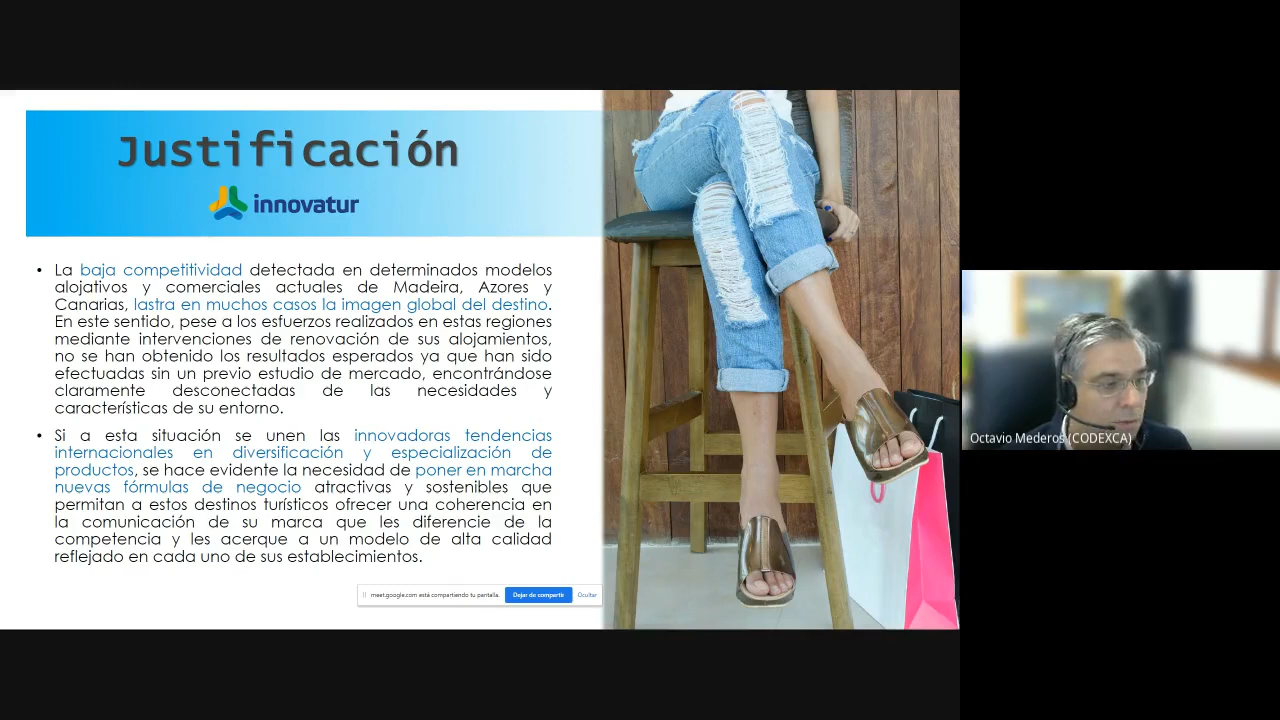 Justificación
innovatur
• La baja competitividad detectada en determinados modelos
alojativos y comerciales actuales de Madeira, Azores y
Canarias, lastra en muchos casos la imagen global del destino.
En este sentido, pese a los esfuerzos realizados en estas regiones
mediante intervenciones de renovación de sus alojamientos,
no se han obtenido los resultados esperados ya que han sido
efectuadas sin un previo estudio de mercado, encontrándose
claramente desconectadas de las necesidades y
características de su entorno.
• Si a esta situación se unen las innovadoras tendencias
internacionales en diversificación y especialización de
productos, se hace evidente la necesidad de poner en marcha
nuevas fórmulas de negocio atractivas y sostenibles que
permitan a estos destinos turísticos ofrecer una coherencia en
la comunicación de su marca que les diferencie de la
competencia y les acerque a un modelo de alta calidad
reflejado en cada uno de sus establecimientos.
meet.google.com está compartiendo tu pantalla. Dejar de compartir Ocultar
Octavio Mederos (CODEXCA)